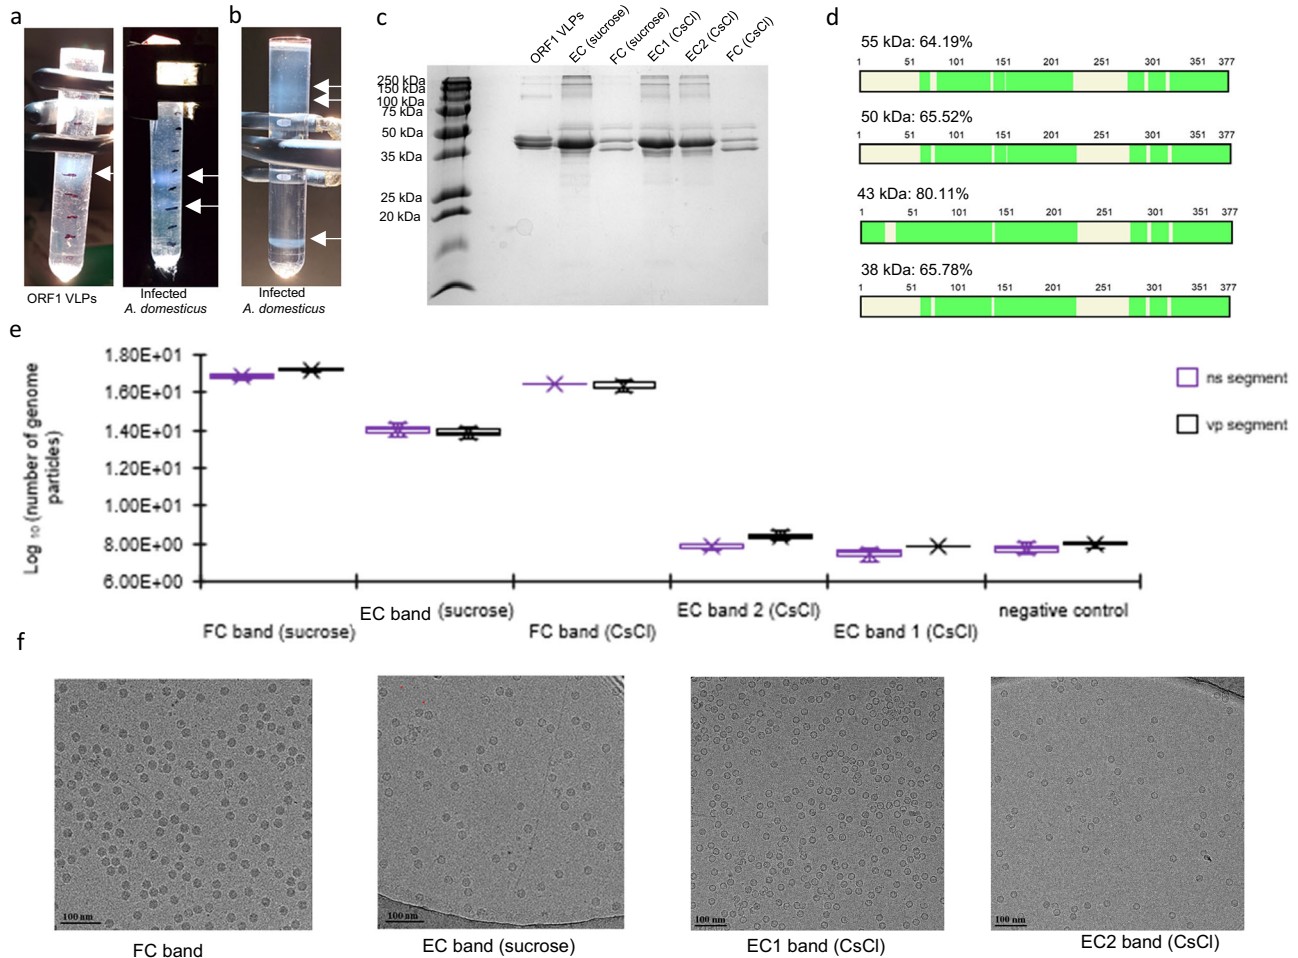 a
b
c
d
ORF1 VLPs
Infected
A. domesticus
Infected
A. domesticus
ORF1 VLPs
EC (sucrose)
FC (sucrose)
EC1 (CsCl)
EC2 (CsCl)
FC (CsCl)
250 kDa
150 kDa
100 kDa
75 kDa
50 kDa
35 kDa
25 kDa
20 kDa
55 kDa: 64.19%
1 51 101 151 201 251 301 351 377
50 kDa: 65.52%
1 51 101 151 201 251 301 351 377
43 kDa: 80.11%
1 51 101 151 201 251 301 351 377
38 kDa: 65.78%
1 51 101 151 201 251 301 351 377
e
Log 10 (number of genome
particles)
1.80E+01
1.60E+01
1.40E+01
1.20E+01
1.00E+01
8.00E+00
6.00E+00
FC band (sucrose)
EC band (sucrose)
FC band (CsCl)
EC band 2 (CsCl)
EC band 1 (CsCl)
negative control
ns segment
vp segment
f
100 nm
100 nm
100 nm
100 nm
FC band
EC band (sucrose)
EC1 band (CsCl)
EC2 band (CsCl)